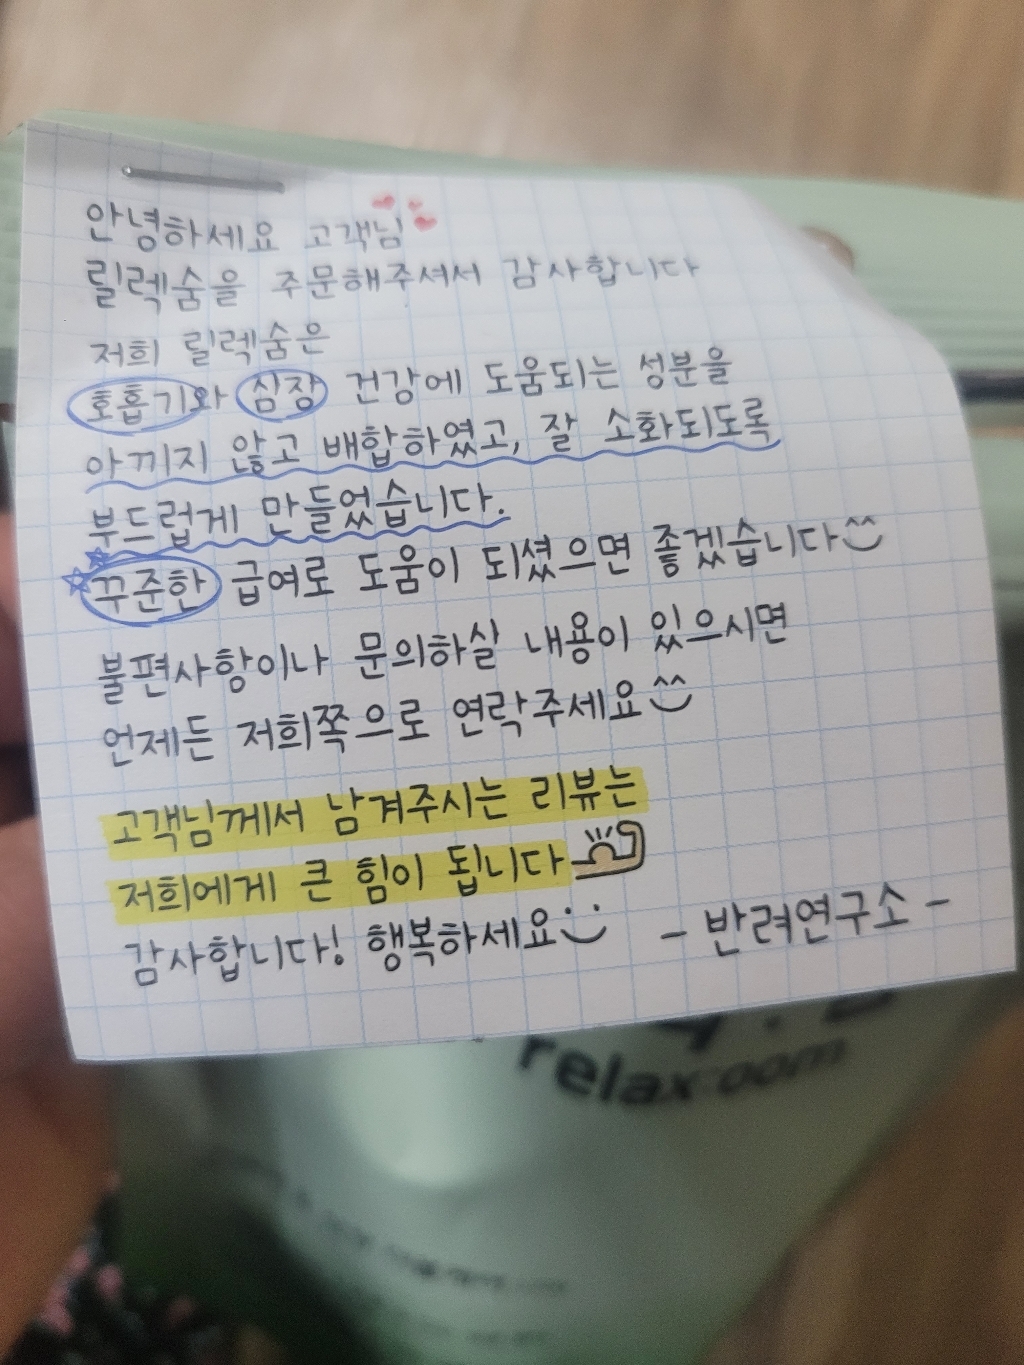 안녕하세요 고객님
릴렉숨을 주문해주셔서 감사합니다
저희 릴렉숨은
호흡기와 심장 건강에 도움되는 성분을
아끼지 않고 배합하였고, 잘 소화되도록
부드럽게 만들었습니다.
꾸준한 급여로 도움이 되셨으면 좋겠습니다^^
불편사항이나 문의하실 내용이 있으시면
언제든 저희쪽으로 연락주세요^^
고객님께서 남겨주시는 리뷰는
저희에게 큰 힘이 됩니다
감사합니다! 행복하세요 - 반려연구소 -
relax